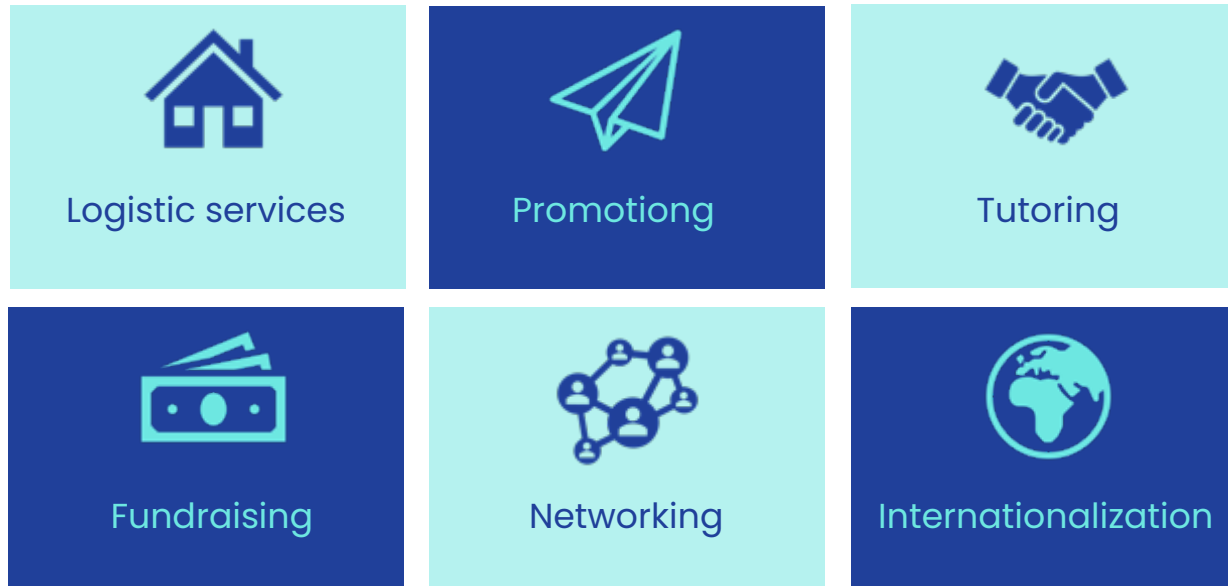 Logistic services
Promotiong
Tutoring
Fundraising
Networking
Internationalization